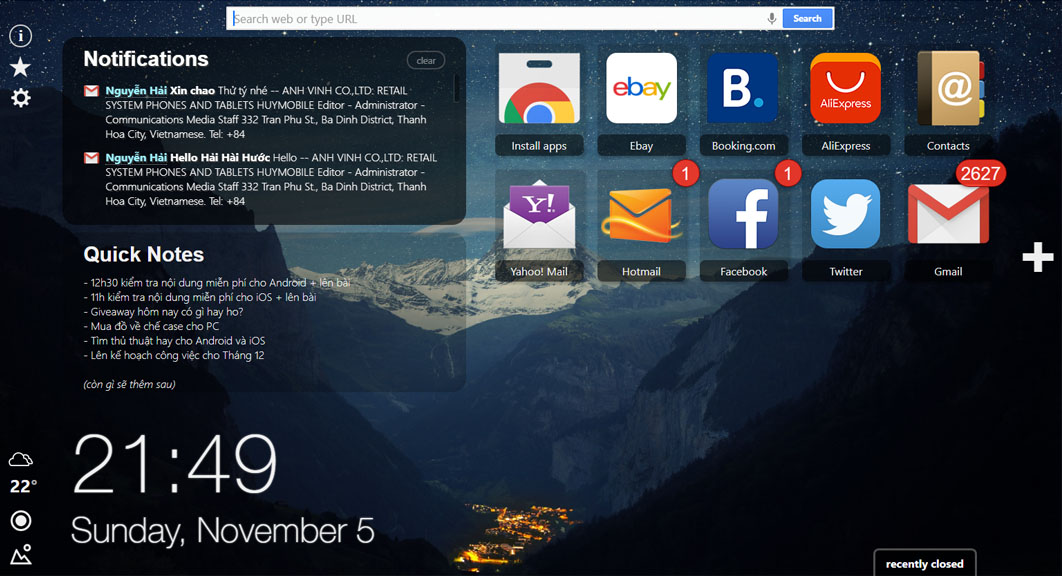 Search web or type URL
Search
Notifications
clear
Nguyễn Hải Xin chao Thử tý nhé -- ANH VINH CO,.LTD: RETAIL
SYSTEM PHONES AND TABLETS HUYMOBILE Editor - Administrator -
Communications Media Staff 332 Tran Phu St., Ba Dinh District, Thanh
Hoa City, Vietnamese. Tel: +84
Nguyễn Hải Hello Hải Hài Hước Hello -- ANH VINH CO,.LTD: RETAIL
SYSTEM PHONES AND TABLETS HUYMOBILE Editor - Administrator -
Communications Media Staff 332 Tran Phu St., Ba Dinh District, Thanh
Hoa City, Vietnamese. Tel: +84
ebay
B.
AliExpress
@
Install apps
Ebay
Booking.com
AliExpress
Contacts
Y!
1
f
1
2627
Yahoo! Mail
Hotmail
Facebook
Twitter
Gmail
Quick Notes
- 12h30 kiểm tra nội dung miễn phí cho Android + lên bài
- 11h kiểm tra nội dung miễn phí cho iOS + lên bài
- Giveaway hôm nay có gì hay ho?
- Mua đồ về chế case cho PC
- Tìm thủ thuật hay cho Android và iOS
- Lên kế hoạch công việc cho Tháng 12
(còn gì sẽ thêm sau)
21:49
Sunday, November 5
22°
recently closed